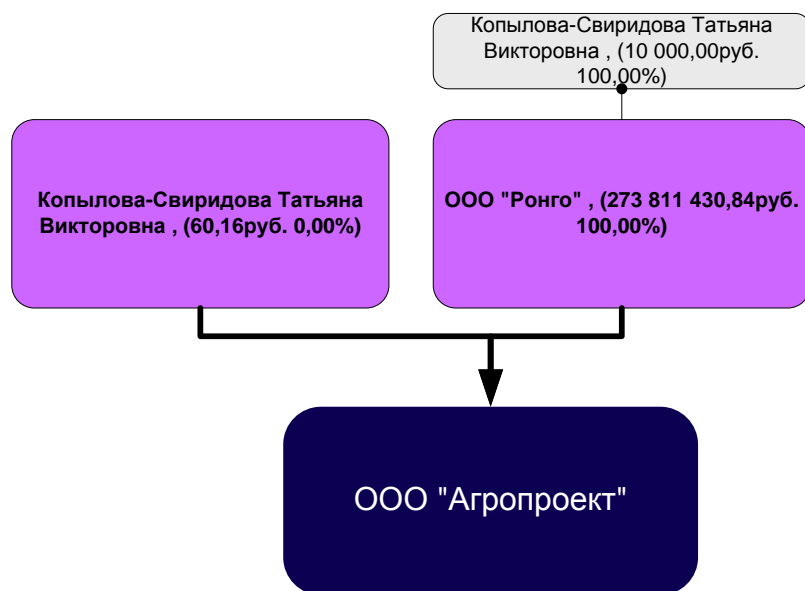 Копылова-Свиридова Татьяна
Викторовна , (10 000,00руб.
100,00%)
Копылова-Свиридова Татьяна
Викторовна , (60,16руб. 0,00%)
ООО "Ронго" , (273 811 430,84руб.
100,00%)
ООО "Агропроект"